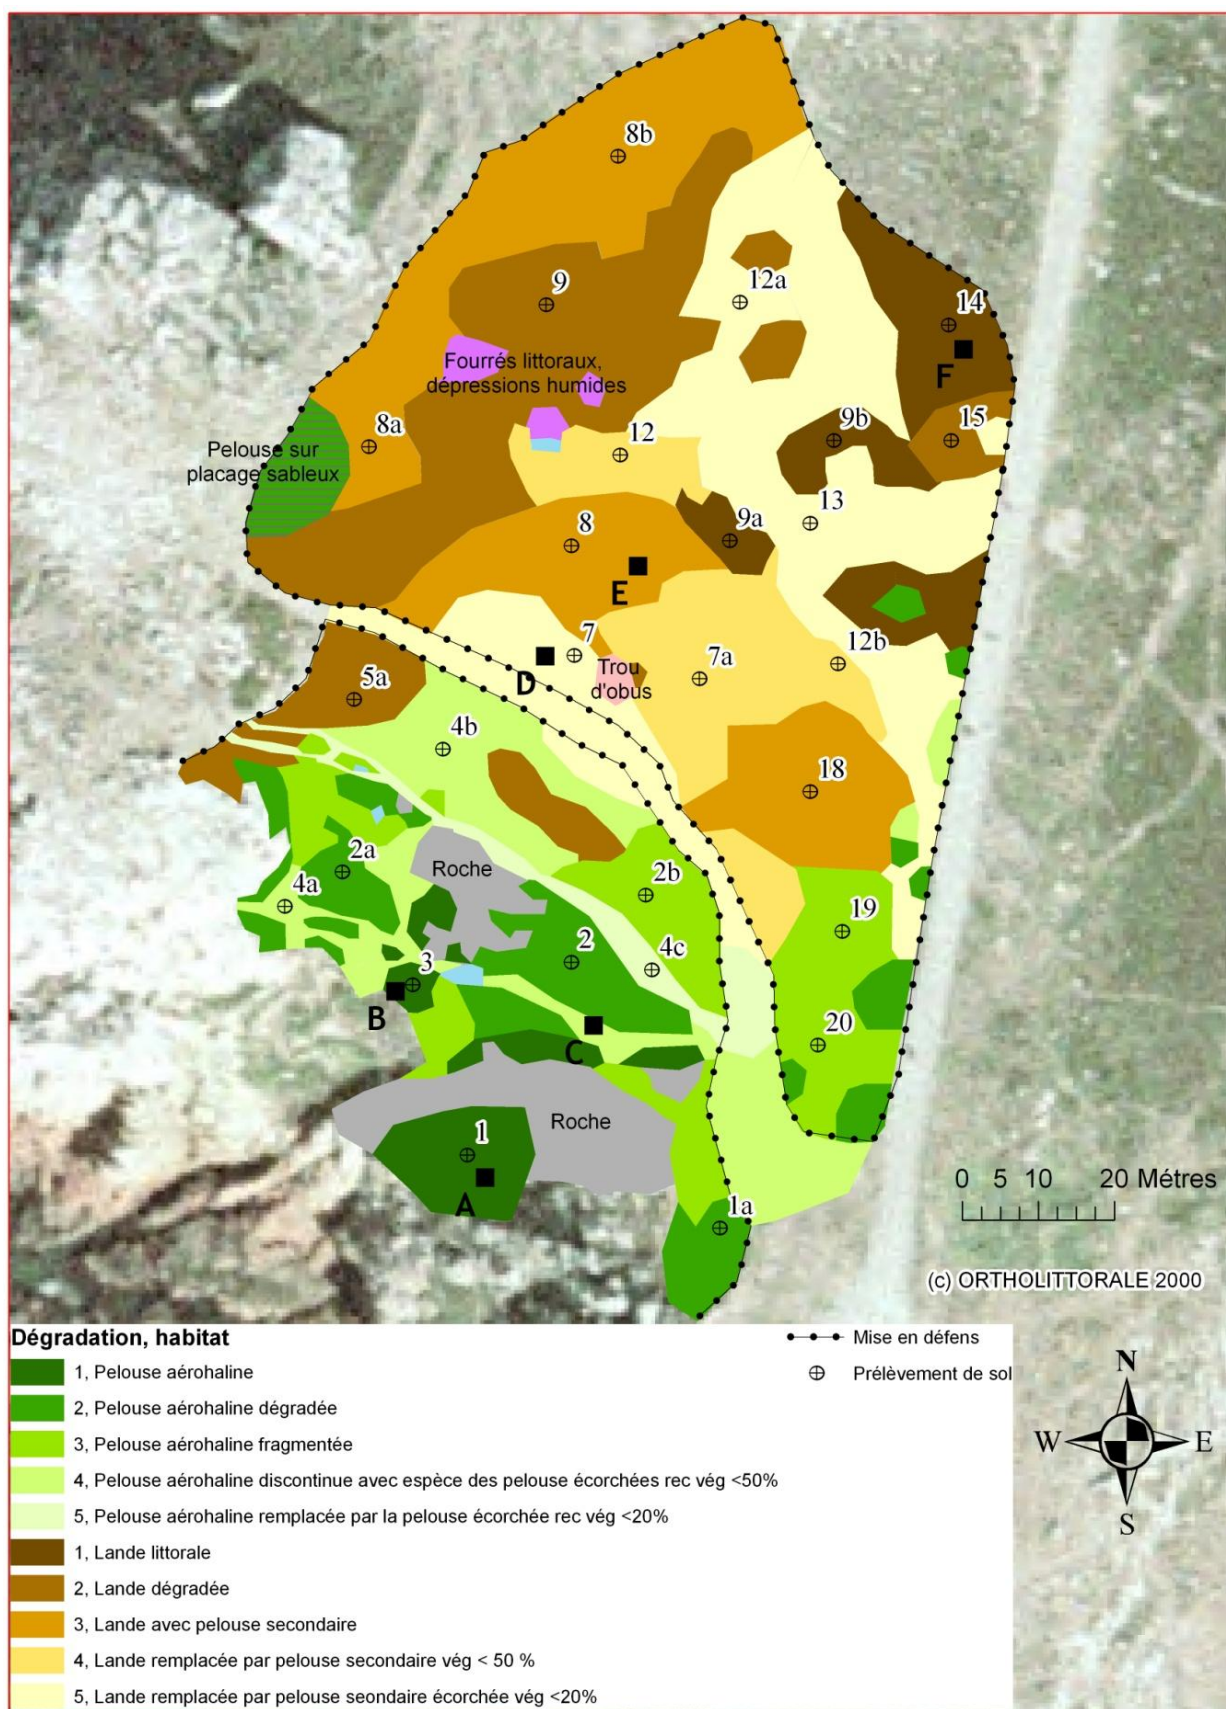 8b
9
12a
14
Fourrés littoraux,
dépressions humides
F
8a
12
9b
15
Pelouse sur
placage sableux
13
8
9a
E
7
12b
D
Trou
d'obus
7a
5a
4b
18
2a
Roche
2b
4a
19
2
4c
3
B
C
20
1
Roche
A
1a
0 5 10 20 Métres
(c) ORTHOLITTORALE 2000
Dégradation, habitat
1, Pelouse aérohaline
2, Pelouse aérohaline dégradée
3, Pelouse aérohaline fragmentée
4, Pelouse aérohaline discontinue avec espèce des pelouse écorchées rec vég <50%
5, Pelouse aérohaline remplacée par la pelouse écorchée rec vég <20%
1, Lande littorale
2, Lande dégradée
3, Lande avec pelouse secondaire
4, Lande remplacée par pelouse secondaire vég < 50 %
5, Lande remplacée par pelouse seondaire écorchée vég <20%
Mise en défens
Prélèvement de sol
N
W E
S